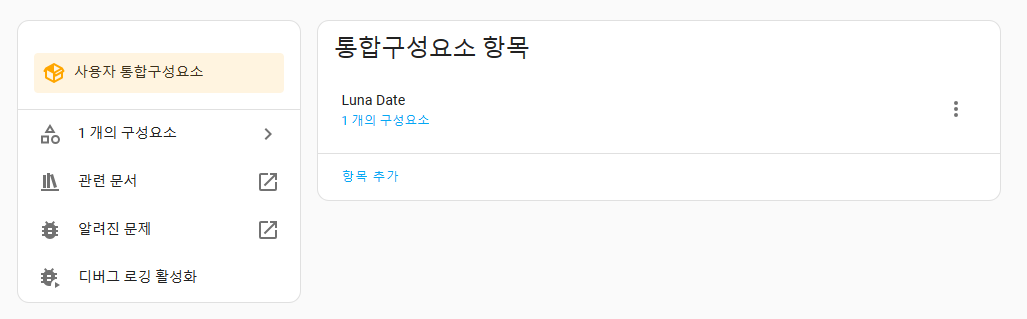 사용자 통합구성요소
1 개의 구성요소
관련 문서
알려진 문제
디버그 로깅 활성화
통합구성요소 항목
Luna Date
1 개의 구성요소
항목 추가